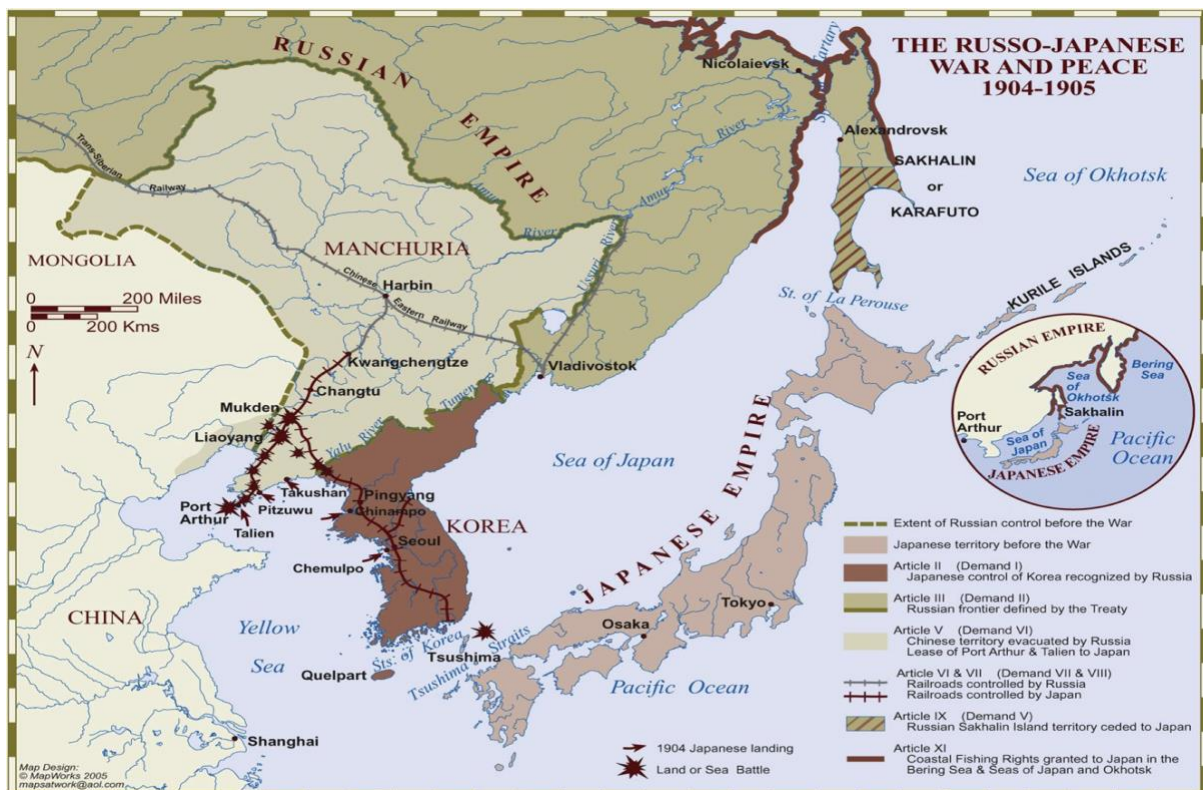 THE RUSSO-JAPANESE
WAR AND PEACE
1904-1905
RUSSIAN
EMPIRE
Nicolaievsk
Tartary
Alexandrovsk
SAKHALIN
or
KARAFUTO
Sea of Okhotsk
Trans-Siberian
Railway
Amur
River
Amur
River
Ussuri River
MANCHURIA
MONGOLIA
Chinese
Eastern Railway
Harbin
0 200 Miles
0 200 Kms
N
St. of La Perouse
KURILE ISLANDS
Kwangchengtze
Changtu
Vladivostok
Mukden
Liaoyang
Yalu River
Tumen
Takushan
Port
Arthur
Pitzuwu
Talien
Pingyang
Chinampo
KOREA
Seoul
Chemulpo
Sea of Japan
JAPANESE EMPIRE
CHINA
Yellow
Sea
Sts. of Korea
Quelpart
Tsushima
Tsushima Straits
Osaka
Tokyo
Pacific Ocean
Shanghai
RUSSIAN EMPIRE
Bering
Sea
Sea
of
Okhotsk
Sakhalin
Port
Arthur
Sea of
Japan
Pacific
Ocean
JAPANESE EMPIRE
Extent of Russian control before the War
Japanese territory before the War
Article II (Demand I)
Japanese control of Korea recognized by Russia
Article III (Demand II)
Russian frontier defined by the Treaty
Article V (Demand VI)
Chinese territory evacuated by Russia
Lease of Port Arthur & Talien to Japan
Article VI & VII (Demand VII & VIII)
Railroads controlled by Russia
Railroads controlled by Japan
Article IX (Demand V)
Russian Sakhalin Island territory ceded to Japan
Article XI
Coastal Fishing Rights granted to Japan in the
Bering Sea & Seas of Japan and Okhotsk
1904 Japanese landing
Land or Sea Battle
Map Design:
© MapWorks 2005
mapsatwork@aol.com